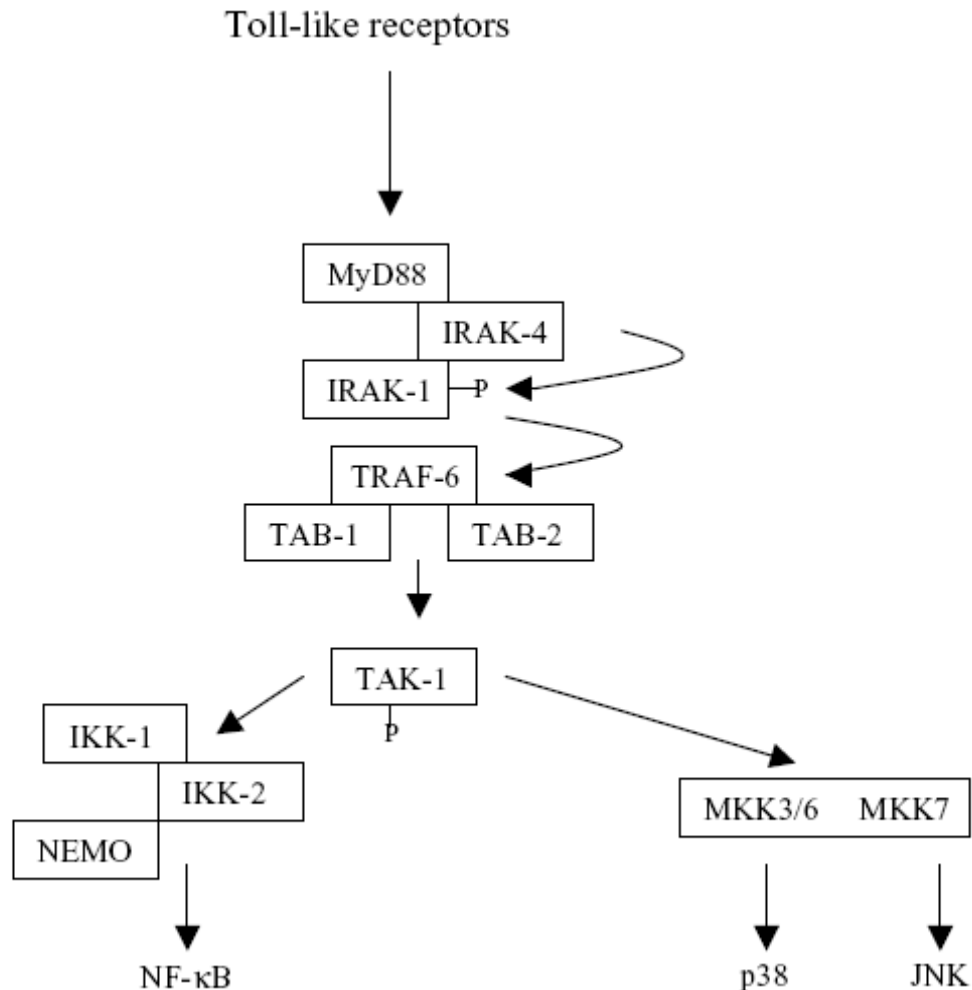 Toll-like receptors
MyD88
IRAK-4
IRAK-1 P
TRAF-6
TAB-1 TAB-2
TAK-1
P
IKK-1
IKK-2
NEMO
MKK3/6 MKK7
NF-κB p38 JNK